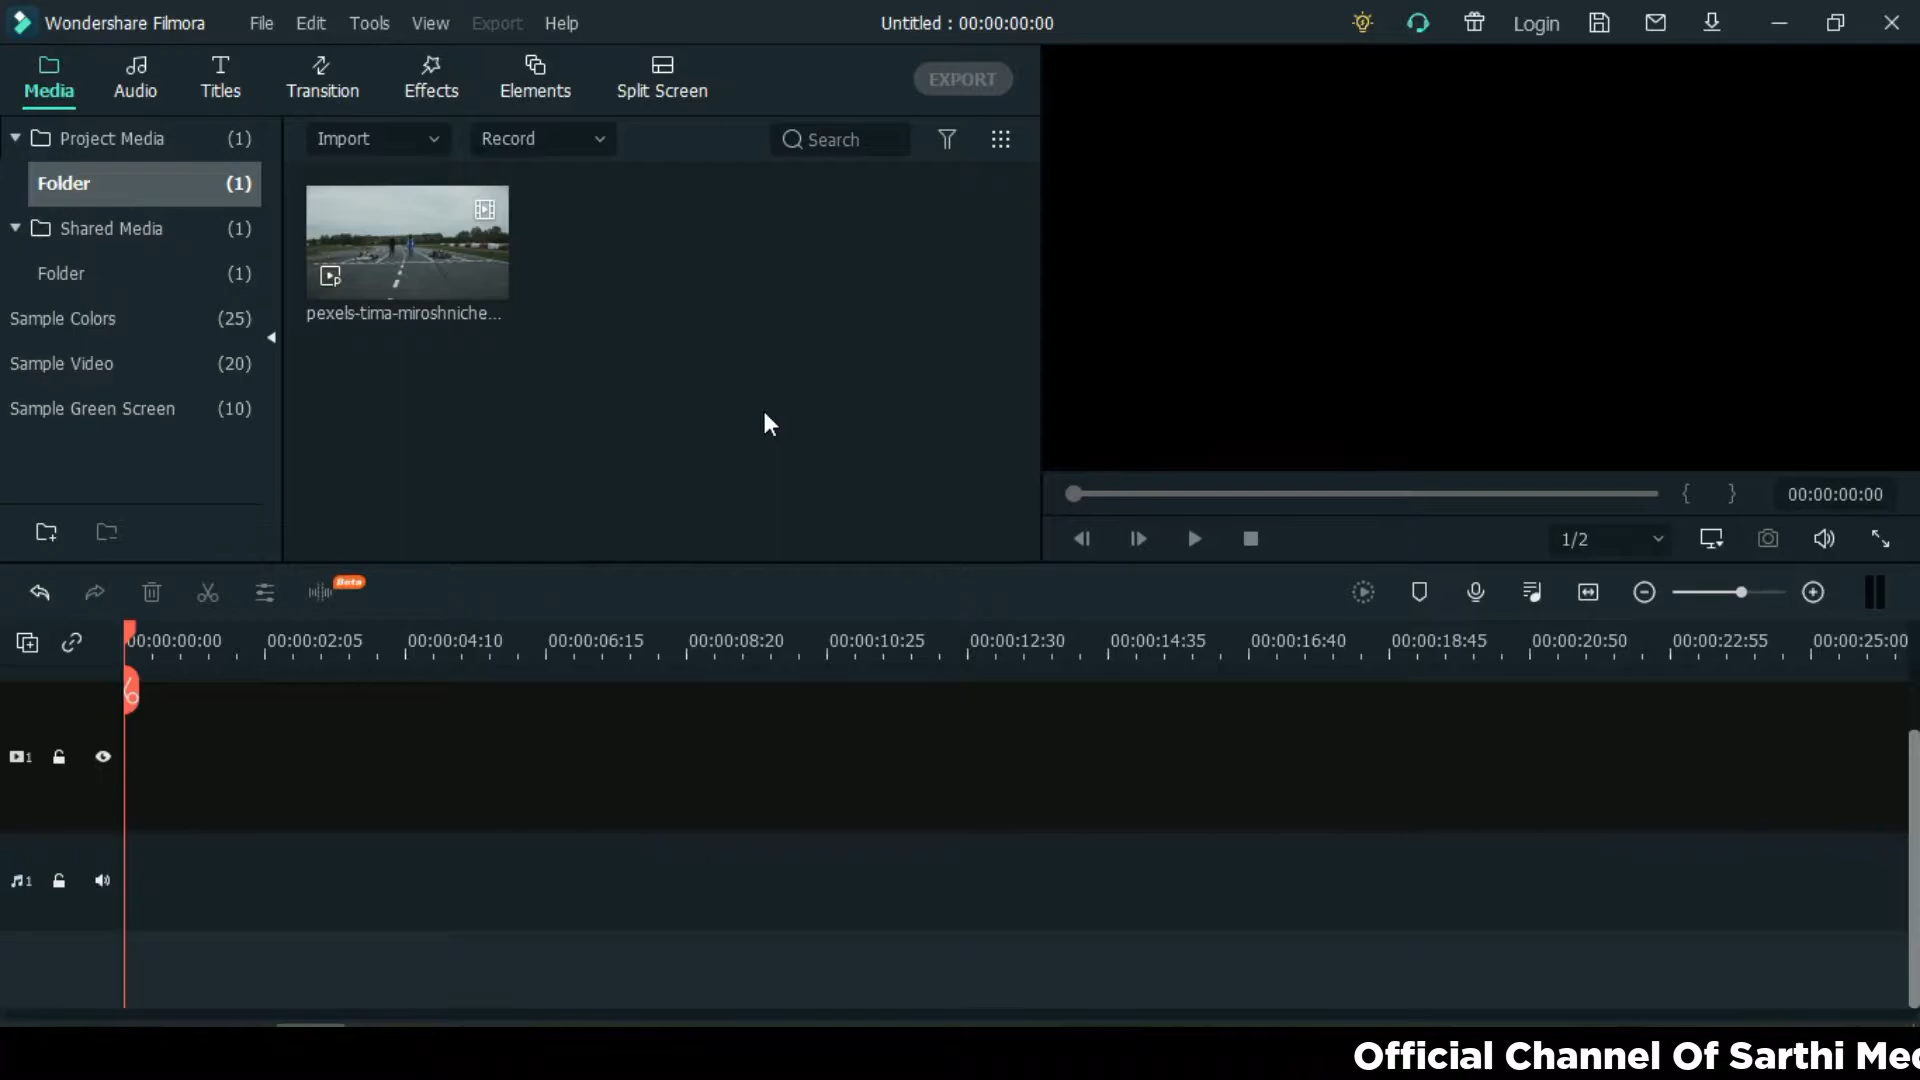 Wondershare Filmora File Edit Tools View Export Help Untitled : 00:00:00:00 Login
Media Audio Titles Transition Effects Elements Split Screen EXPORT
Project Media (1) Import Record Search
Folder (1)
Shared Media (1)
Folder (1)
pexels-tima-miroshniche...
Sample Colors (25)
Sample Video (20)
Sample Green Screen (10)
{ } 00:00:00:00
1/2
Beta
00:00:00:00 00:00:02:05 00:00:04:10 00:00:06:15 00:00:08:20 00:00:10:25 00:00:12:30 00:00:14:35 00:00:16:40 00:00:18:45 00:00:20:50 00:00:22:55 00:00:25:00
1
1
Official Channel Of Sarthi Med